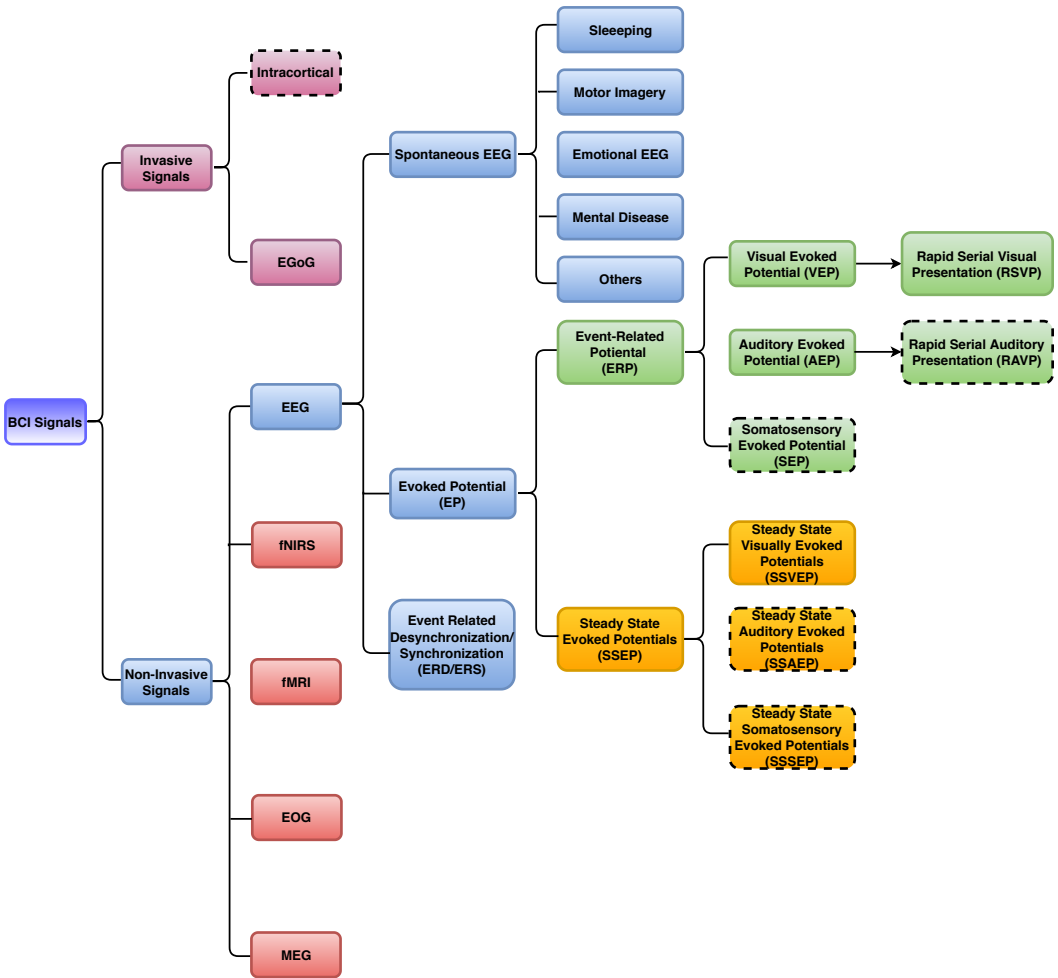 BCI Signals
Invasive
Signals
Non-Invasive
Signals
Intracortical
EGoG
EEG
fNIRS
fMRI
EOG
MEG
Spontaneous EEG
Evoked Potential
(EP)
Event Related
Desynchronization/
Synchronization
(ERD/ERS)
Sleeeping
Motor Imagery
Emotional EEG
Mental Disease
Others
Event-Related
Potiental
(ERP)
Steady State
Evoked Potentials
(SSEP)
Visual Evoked
Potential (VEP)
Auditory Evoked
Potential (AEP)
Somatosensory
Evoked Potential
(SEP)
Steady State
Visually Evoked
Potentials
(SSVEP)
Steady State
Auditory Evoked
Potentials
(SSAEP)
Steady State
Somatosensory
Evoked Potentials
(SSSEP)
Rapid Serial Visual
Presentation (RSVP)
Rapid Serial Auditory
Presentation (RAVP)